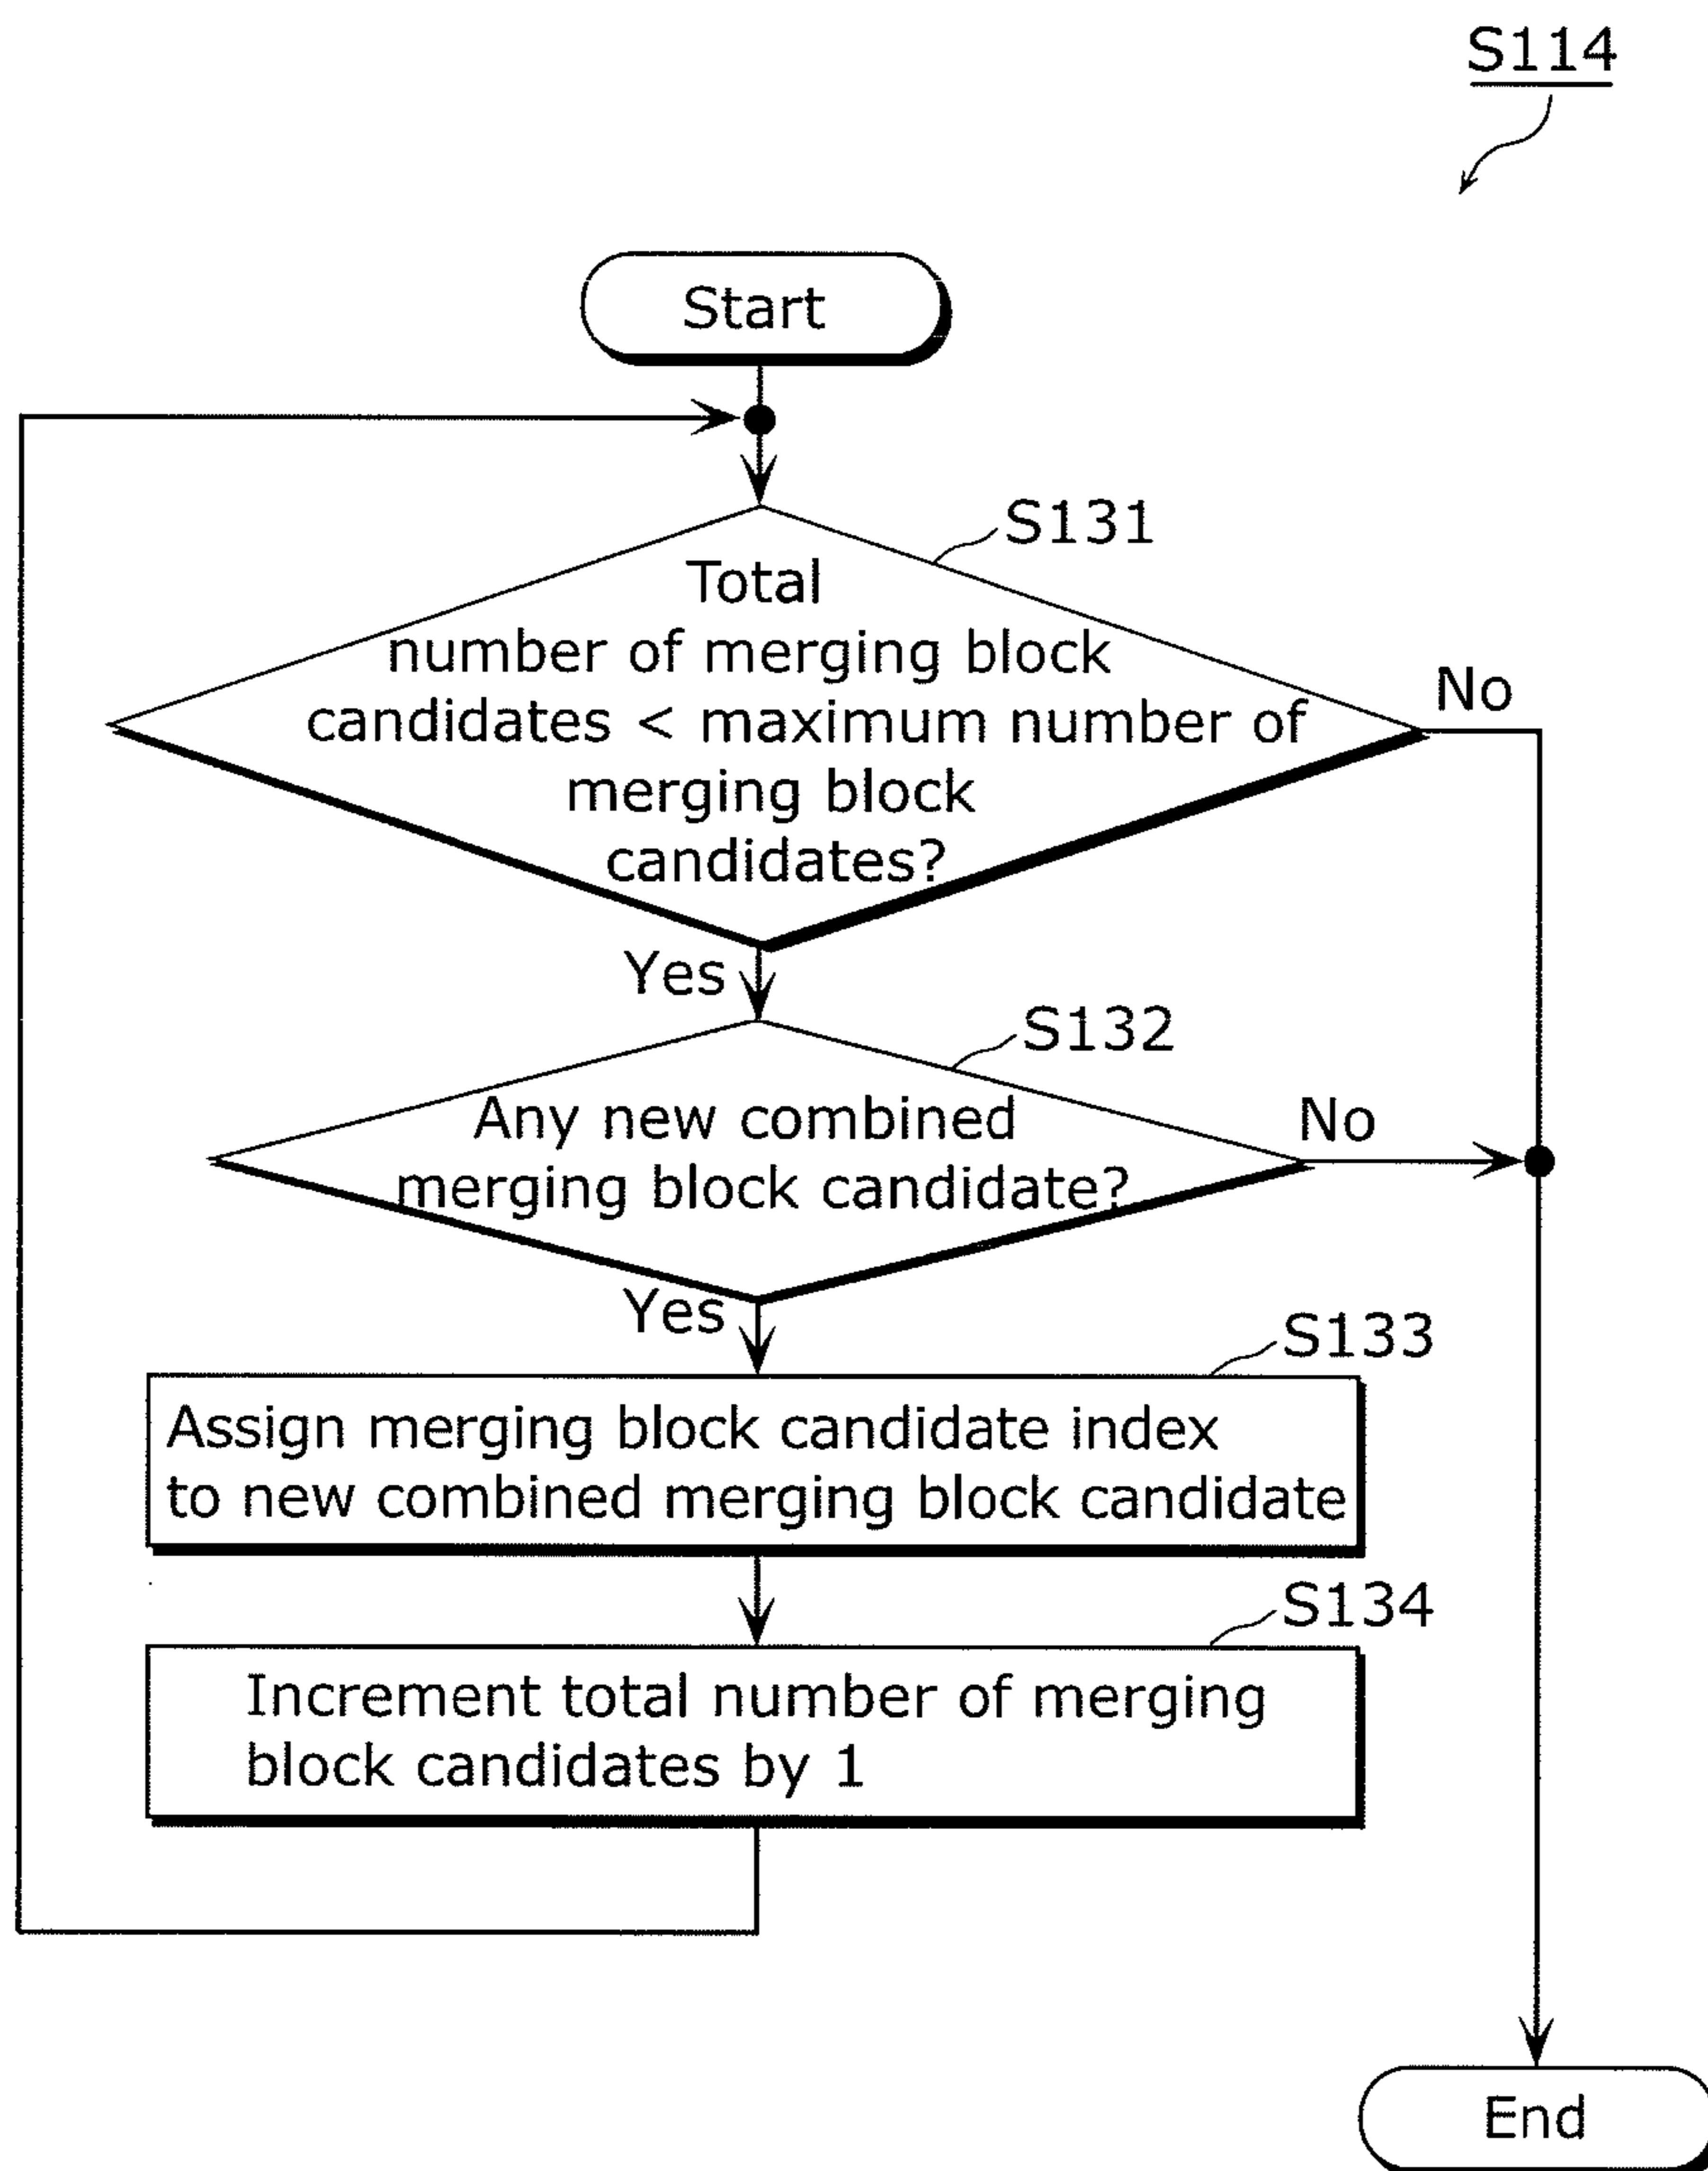 S114
Start
S131
Total
number of merging block
candidates < maximum number of
merging block
candidates?
No
Yes
S132
Any new combined
merging block candidate?
No
Yes
S133
Assign merging block candidate index
to new combined merging block candidate
S134
Increment total number of merging
block candidates by 1
End